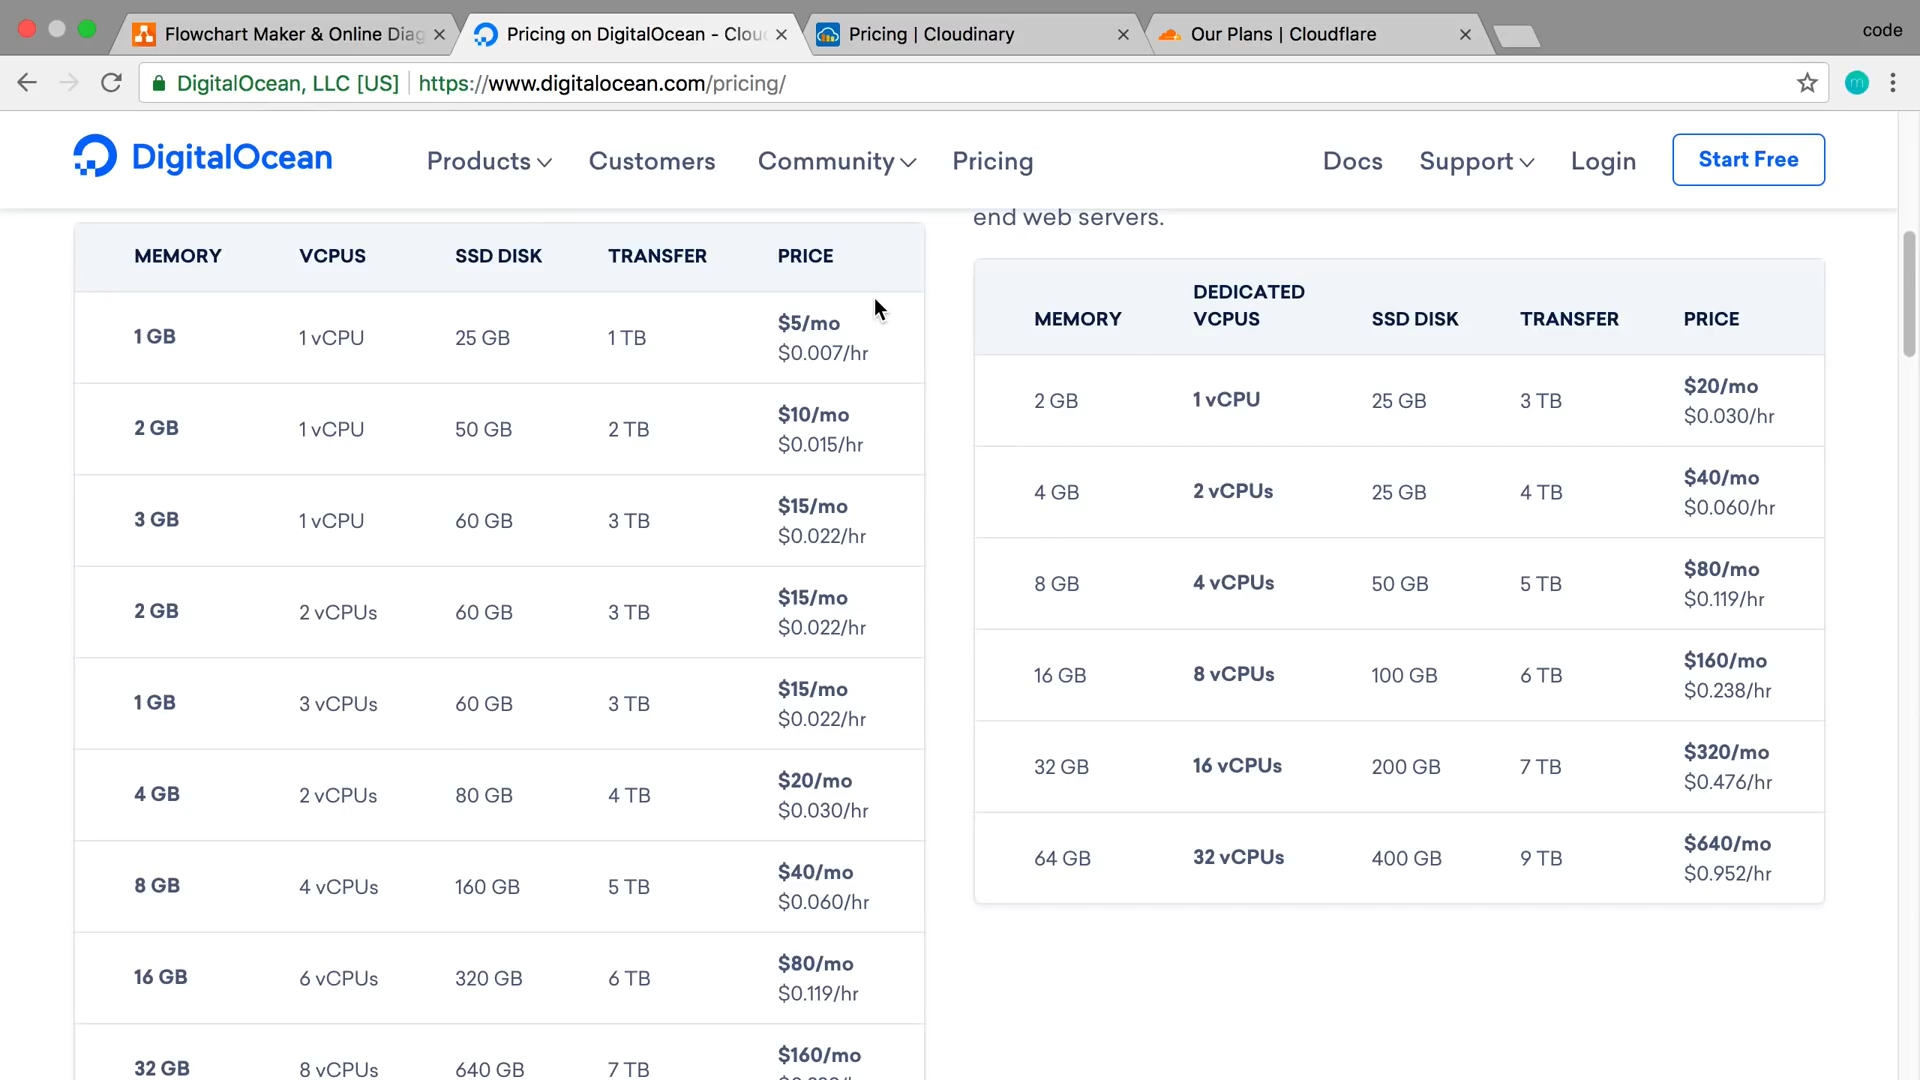 Flowchart Maker & Online Diag
Pricing on DigitalOcean - Clou
Pricing | Cloudinary
Our Plans | Cloudflare
code
DigitalOcean, LLC [US] https://www.digitalocean.com/pricing/
DigitalOcean Products Customers Community Pricing Docs Support Login Start Free
end web servers.
MEMORY VCPUS SSD DISK TRANSFER PRICE
1 GB 1 vCPU 25 GB 1 TB $5/mo
$0.007/hr
2 GB 1 vCPU 50 GB 2 TB $10/mo
$0.015/hr
3 GB 1 vCPU 60 GB 3 TB $15/mo
$0.022/hr
2 GB 2 vCPUs 60 GB 3 TB $15/mo
$0.022/hr
1 GB 3 vCPUs 60 GB 3 TB $15/mo
$0.022/hr
4 GB 2 vCPUs 80 GB 4 TB $20/mo
$0.030/hr
8 GB 4 vCPUs 160 GB 5 TB $40/mo
$0.060/hr
16 GB 6 vCPUs 320 GB 6 TB $80/mo
$0.119/hr
32 GB 8 vCPUs 640 GB 7 TB $160/mo
MEMORY DEDICATED VCPUS SSD DISK TRANSFER PRICE
2 GB 1 vCPU 25 GB 3 TB $20/mo
$0.030/hr
4 GB 2 vCPUs 25 GB 4 TB $40/mo
$0.060/hr
8 GB 4 vCPUs 50 GB 5 TB $80/mo
$0.119/hr
16 GB 8 vCPUs 100 GB 6 TB $160/mo
$0.238/hr
32 GB 16 vCPUs 200 GB 7 TB $320/mo
$0.476/hr
64 GB 32 vCPUs 400 GB 9 TB $640/mo
$0.952/hr